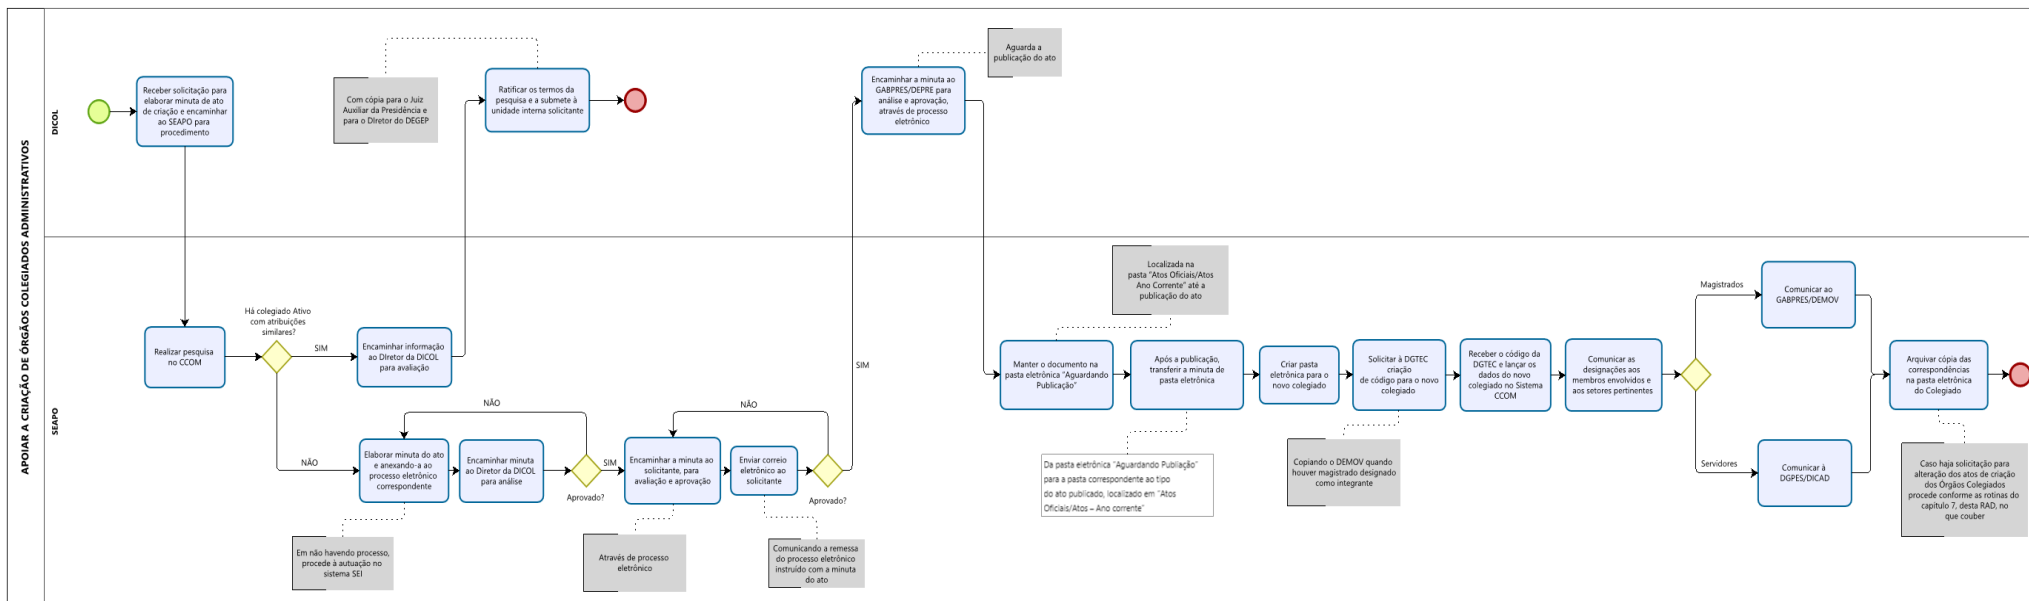 APOIAR A CRIAÇÃO DE ÓRGÃOS COLEGIADOS ADMINISTRATIVOS
DICOL
Receber solicitação para
elaborar minuta de ato
de criação e encaminhar
ao SEAPO para
procedimento
Com cópia para o Juiz
Auxiliar da Presidência e
para o DIretor do DEGEP
Ratificar os termos da
pesquisa e a submete à
unidade interna solicitante
Encaminhar a minuta ao
GABPRES/DEPRE para
análise e aprovação,
através de processo
eletrônico
Aguarda a
publicação do ato
SEAPO
Realizar pesquisa
no CCOM
Há colegiado Ativo
com atribuições
similares?
SIM
Encaminhar informação
ao DIretor da DICOL
para avaliação
NÃO
Elaborar minuta do ato
e anexando-a ao
processo eletrônico
correspondente
Em não havendo processo,
procede à autuação no
sistema SEI
Encaminhar minuta
ao Diretor da DICOL
para análise
NÃO
Aprovado?
SIM
Encaminhar a minuta ao
solicitante, para
avaliação e aprovação
Através de processo
eletrônico
Enviar correio
eletrônico ao
solicitante
Comunicando a remessa
do processo eletrônico
instruído com a minuta
do ato
NÃO
Aprovado?
SIM
Localizada na
pasta "Atos Oficiais/Atos
Ano Corrente" até a
publicação do ato
Manter o documento na
pasta eletrônica "Aguardando
Publicação"
Após a publicação,
transferir a minuta de
pasta eletrônica
Da pasta eletrônica "Aguardando Publiação"
para a pasta correspondente ao tipo
do ato publicado, localizado em "Atos
Oficiais/Atos – Ano corrente"
Criar pasta
eletrônica para o
novo colegiado
Solicitar à DGTEC
criação
de código para o novo
colegiado
Copiando o DEMOV quando
houver magistrado designado
como integrante
Receber o código da
DGTEC e lançar os
dados do novo
colegiado no Sistema
CCOM
Comunicar as
designações aos
membros envolvidos e
aos setores pertinentes
Magistrados
Comunicar ao
GABPRES/DEMOV
Servidores
Comunicar à
DGPES/DICAD
Arquivar cópia das
correspondências
na pasta eletrônica
do Colegiado
Caso haja solicitação para
alteração dos atos de criação
dos Órgãos Colegiados
procede conforme as rotinas do
capítulo 7, desta RAD, no
que couber